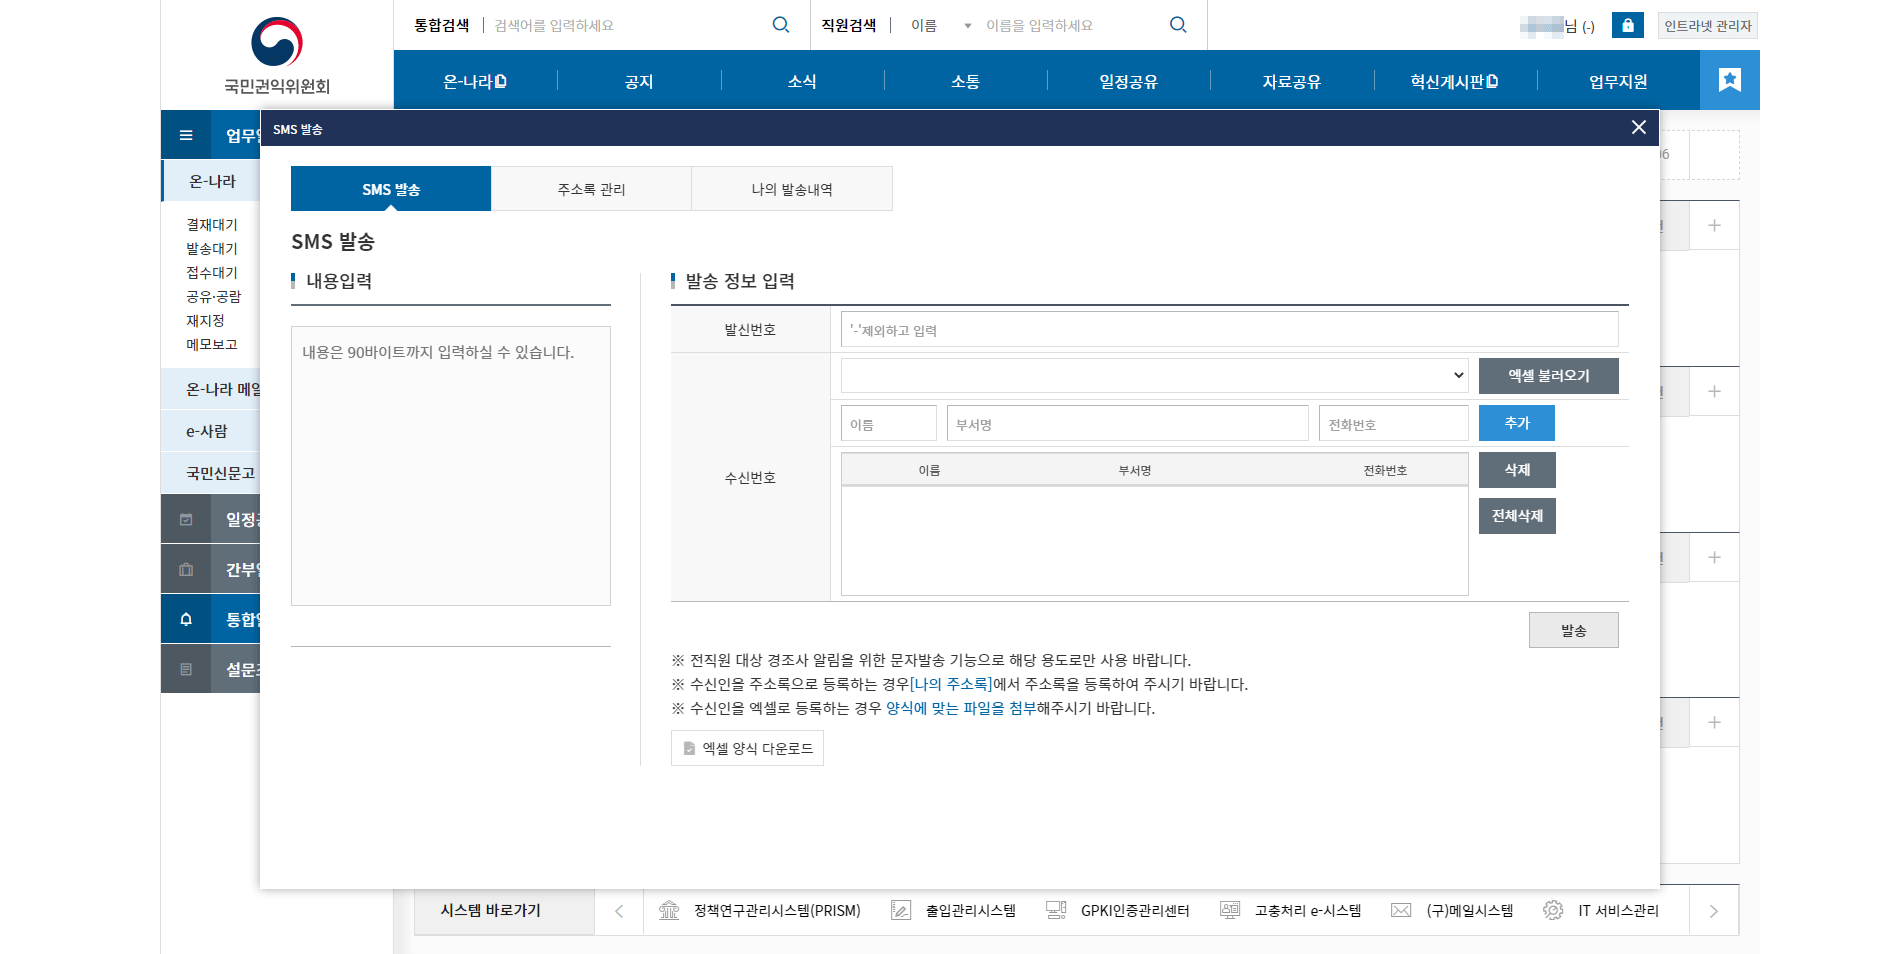 통합검색 검색어를 입력하세요 직원검색 이름 이름을 입력하세요 님 (-) 인트라넷 관리자
국민권익위원회
온-나라 공지 소식 소통 일정공유 자료공유 혁신게시판 업무지원
SMS 발송
SMS 발송 주소록 관리 나의 발송내역
SMS 발송
내용입력
내용은 90바이트까지 입력하실 수 있습니다.
발송 정보 입력
발신번호 '-'제외하고 입력
엑셀 불러오기
이름 부서명 전화번호 추가
수신번호
이름 부서명 전화번호 삭제
전체삭제
발송
※ 전직원 대상 경조사 알림을 위한 문자발송 기능으로 해당 용도로만 사용 바랍니다.
※ 수신인을 주소록으로 등록하는 경우[나의 주소록]에서 주소록을 등록하여 주시기 바랍니다.
※ 수신인을 엑셀로 등록하는 경우 양식에 맞는 파일을 첨부해주시기 바랍니다.
엑셀 양식 다운로드
온-나라
결재대기
발송대기
접수대기
공유·공람
재지정
메모보고
온-나라 메일
e-사람
국민신문고
시스템 바로가기 정책연구관리시스템(PRISM) 출입관리시스템 GPKI인증관리센터 고충처리 e-시스템 (구)메일시스템 IT 서비스관리